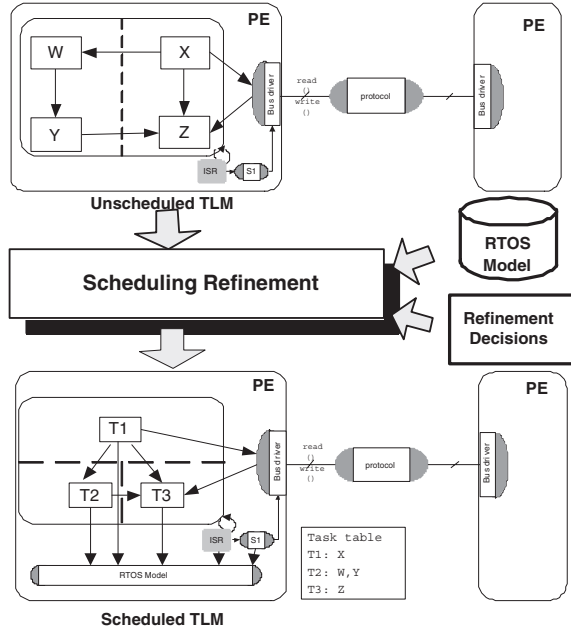 PE
PE
W
X
Y
Z
Bus driver
read
()
write
()
protocol
Bus driver
ISR
S1
Unscheduled TLM
RTOS
Model
Scheduling Refinement
Refinement
Decisions
PE
PE
T1
T2
T3
Bus driver
read
()
write
()
protocol
Bus driver
ISR
S1
RTOS Model
Task table
T1: X
T2: W,Y
T3: Z
Scheduled TLM